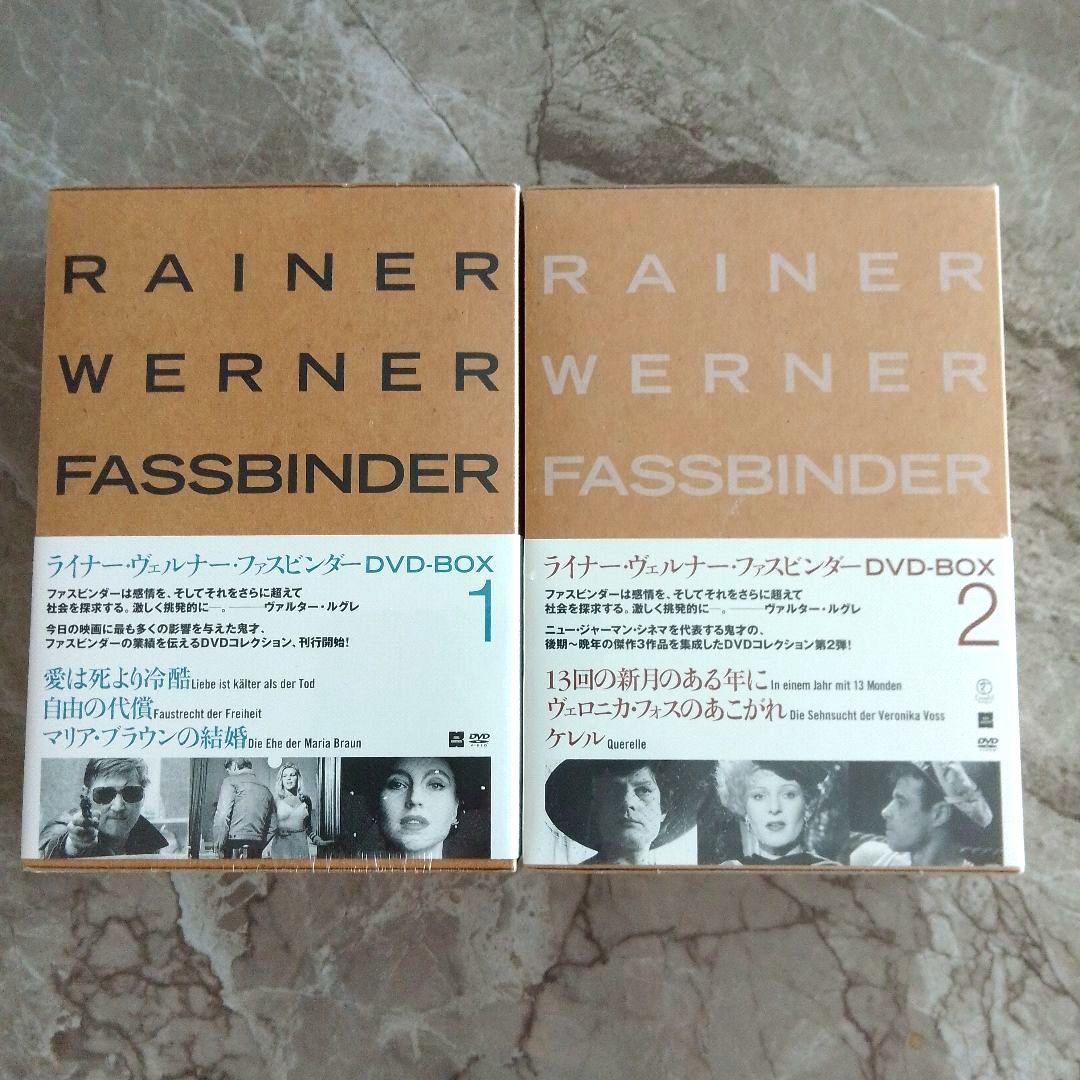 RAINER
WERNER
FASSBINDER
ライナー・ヴェルナー・ファスビンダー DVD-BOX
1
ファスビンダーは感情を、そしてそれをさらに超えて
社会を探求する。激しく挑発的に―。――ヴァルター・ルグレ
今日の映画に最も多くの影響を与えた鬼才、
ファスビンダーの業績を伝えるDVDコレクション、刊行開始!
愛は死より冷酷 Liebe ist kälter als der Tod
自由の代償 Faustrecht der Freiheit
マリア・ブラウンの結婚 Die Ehe der Maria Braun
DVD
RAINER
WERNER
FASSBINDER
ライナー・ヴェルナー・ファスビンダー DVD-BOX
2
ファスビンダーは感情を、そしてそれをさらに超えて
社会を探求する。激しく挑発的に―。――ヴァルター・ルグレ
ニュー・ジャーマン・シネマを代表する鬼才の、
後期~晩年の傑作3作品を集成したDVDコレクション第2弾!
13回の新月のある年に In einem Jahr mit 13 Monden
ヴェロニカ・フォスのあこがれ Die Sehnsucht der Veronika Voss
ケレル Querelle
DVD